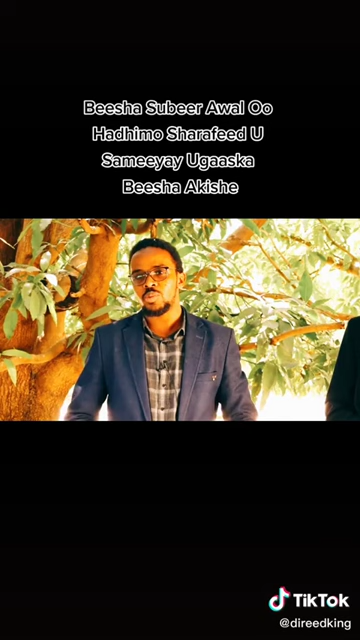 Beesha Subeer Awal Oo
Hadhimo Sharafeed U
Sameeyay Ugaaska
Beesha Akishe
TikTok
@direedking